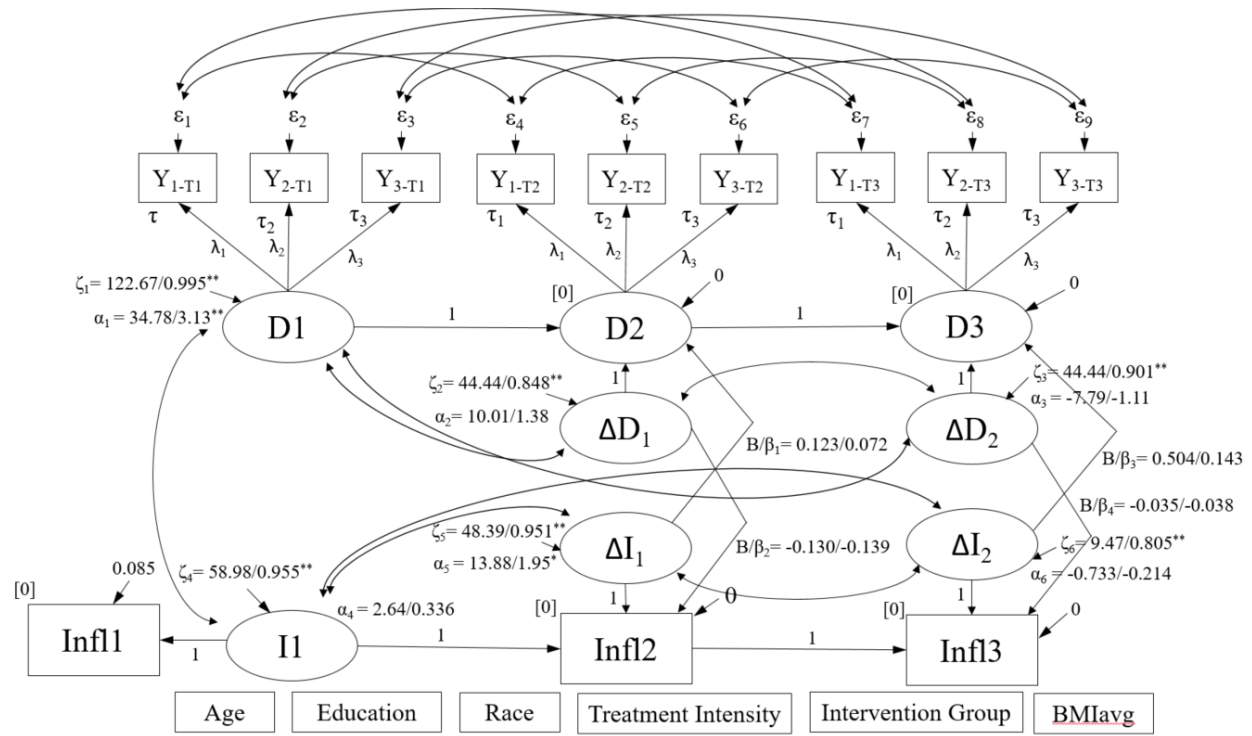 ε1 ε2 ε3 ε4 ε5 ε6 ε7 ε8 ε9
Y1-T1 Y2-T1 Y3-T1 Y1-T2 Y2-T2 Y3-T2 Y1-T3 Y2-T3 Y3-T3
τ τ2 τ3 τ1 τ2 τ3 τ1 τ2 τ3
λ1 λ2 λ3 λ1 λ2 λ3 λ1 λ2 λ3
ζ1= 122.67/0.995**
α1 = 34.78/3.13**
D1
1
[0]
0
D2
1
[0]
0
D3
ζ2= 44.44/0.848**
α2= 10.01/1.38
1
ΔD1
1
ΔD2
ζ3= 44.44/0.901**
α3= -7.79/-1.11
B/β1= 0.123/0.072
B/β3= 0.504/0.143
B/β4= -0.035/-0.038
ζ5= 48.39/0.951**
α5= 13.88/1.95*
ΔI1
B/β2= -0.130/-0.139
ΔI2
ζ6= 9.47/0.805**
α6 = -0.733/-0.214
[0]
0.085
ζ4= 58.98/0.955**
α4= 2.64/0.336
Infl1
1
I1
1
[0]
1
0
Infl2
1
[0]
1
0
Infl3
Age
Education
Race
Treatment Intensity
Intervention Group
BMIavg